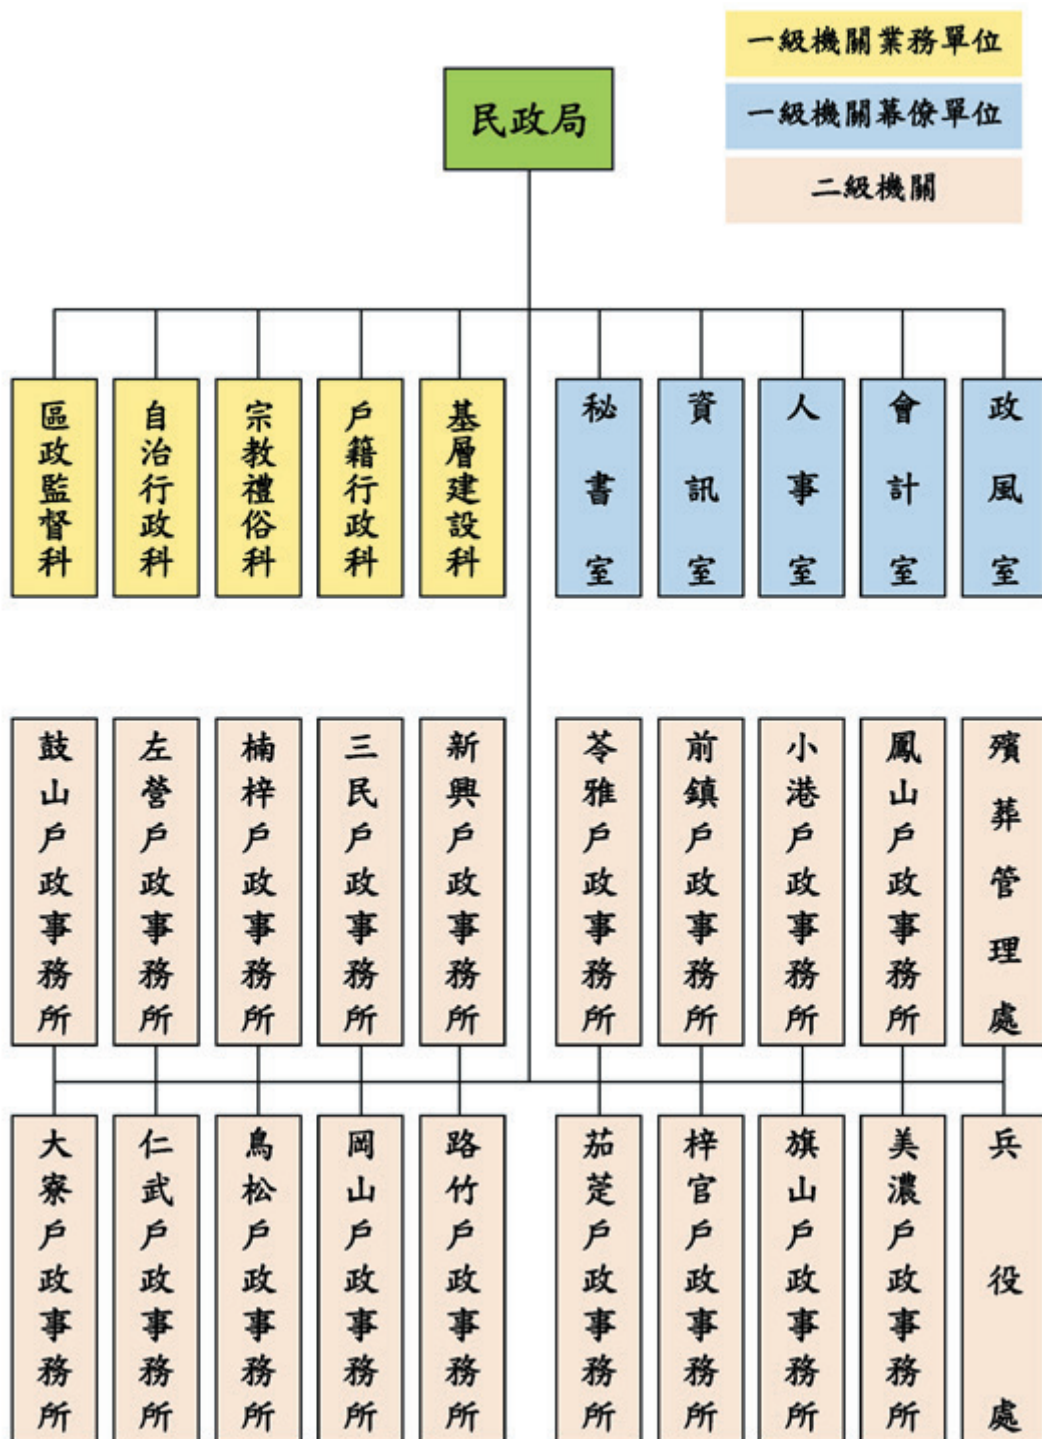 一級機關業務單位
民政局
一級機關幕僚單位
二級機關
區政監督科
自治行政科
宗教禮俗科
戶籍行政科
基層建設科
秘書室
資訊室
人事室
會計室
政風室
鼓山戶政事務所
左營戶政事務所
楠梓戶政事務所
三民戶政事務所
新興戶政事務所
苓雅戶政事務所
前鎮戶政事務所
小港戶政事務所
鳳山戶政事務所
殯葬管理處
大寮戶政事務所
仁武戶政事務所
鳥松戶政事務所
岡山戶政事務所
路竹戶政事務所
茄萣戶政事務所
梓官戶政事務所
旗山戶政事務所
美濃戶政事務所
兵役處